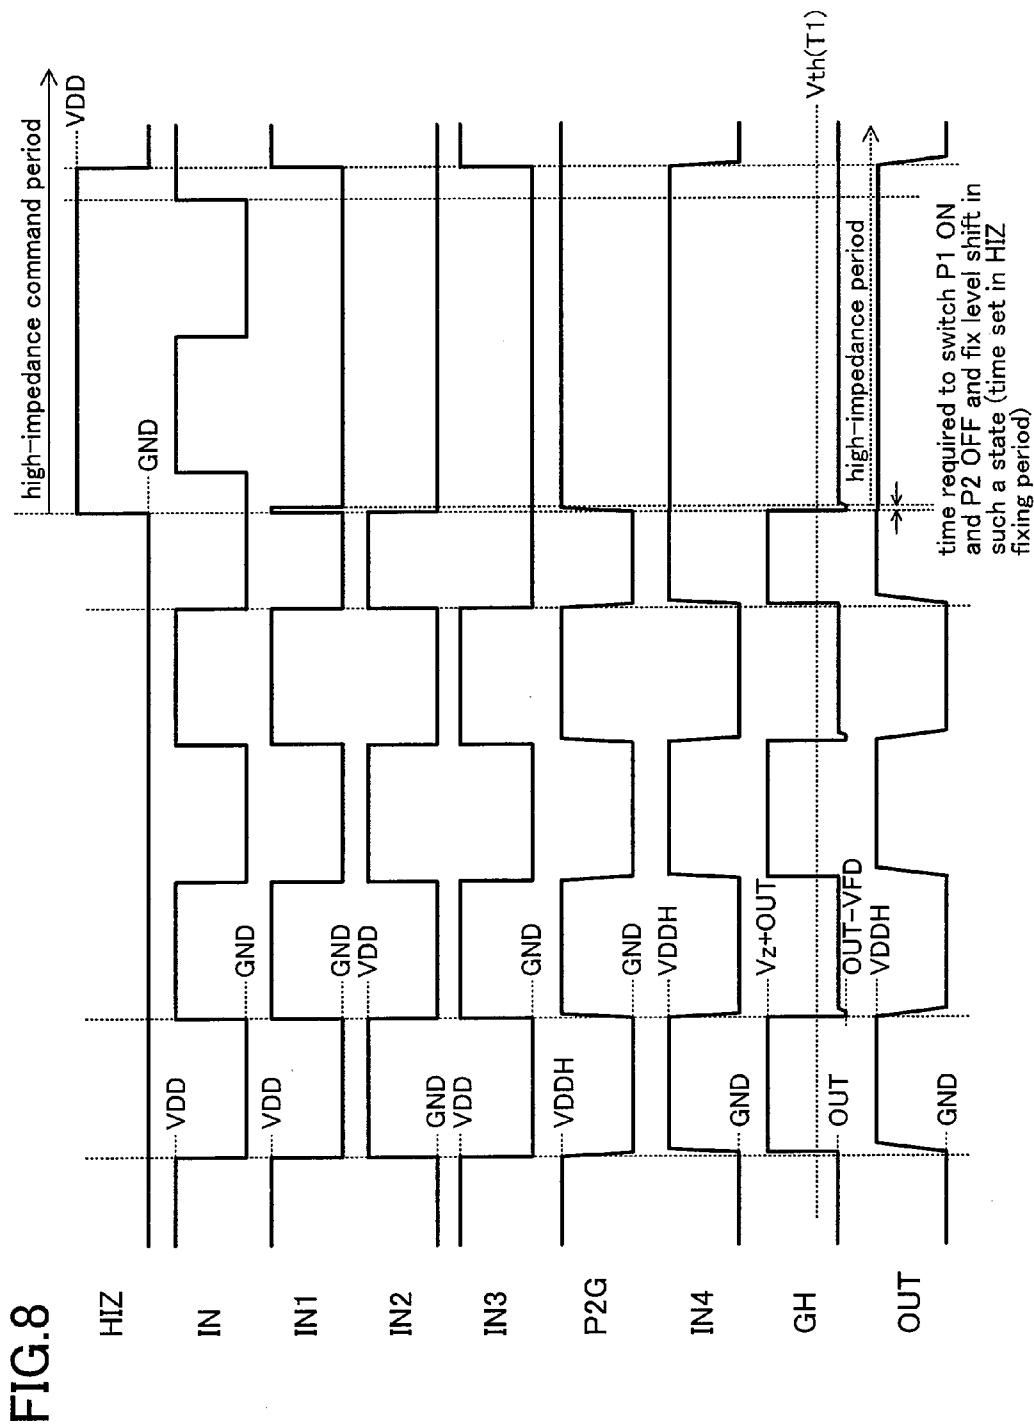 FIG.8
high-impedance command period
HIZ
VDD
GND
IN
VDD
GND
IN1
VDD
GND
IN2
VDD
GND
IN3
VDD
GND
P2G
VDDH
GND
IN4
VDDH
GND
GH
Vz+OUT
Vth(T1)
OUT
OUT-VFD
high-impedance period
OUT
VDDH
GND
time required to switch P1 ON
and P2 OFF and fix level shift in
such a state (time set in HIZ
fixing period)